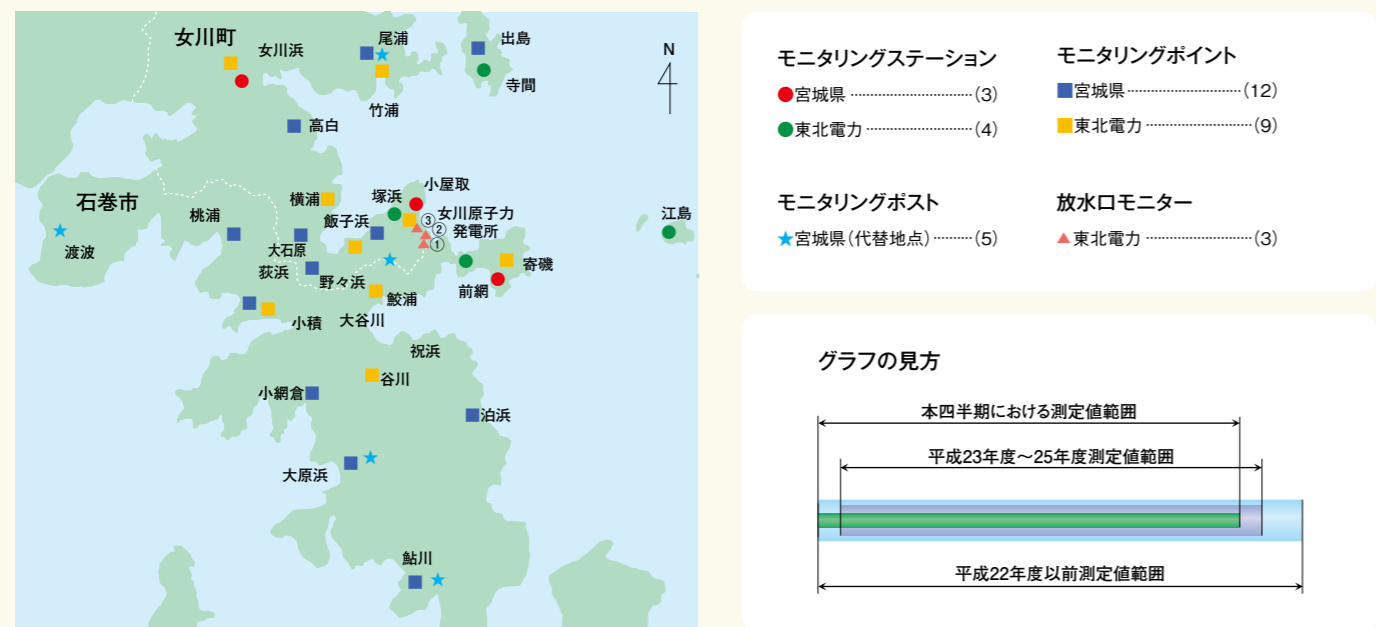 女川町
女川浜
尾浦
出島
寺間
竹浦
高白
N
石巻市
渡波
桃浦
横浦
塚浜
小屋取
飯子浜
女川原子力
発電所
③
②
①
江島
大石原
荻浜
野々浜
寄磯
前網
鮫浦
小積
大谷川
祝浜
谷川
小網倉
泊浜
大原浜
鮎川
モニタリングステーション
宮城県 (3)
東北電力 (4)
モニタリングポイント
宮城県 (12)
東北電力 (9)
モニタリングポスト
宮城県(代替地点) (5)
放水口モニター
東北電力 (3)
グラフの見方
本四半期における測定値範囲
平成23年度~25年度測定値範囲
平成22年度以前測定値範囲